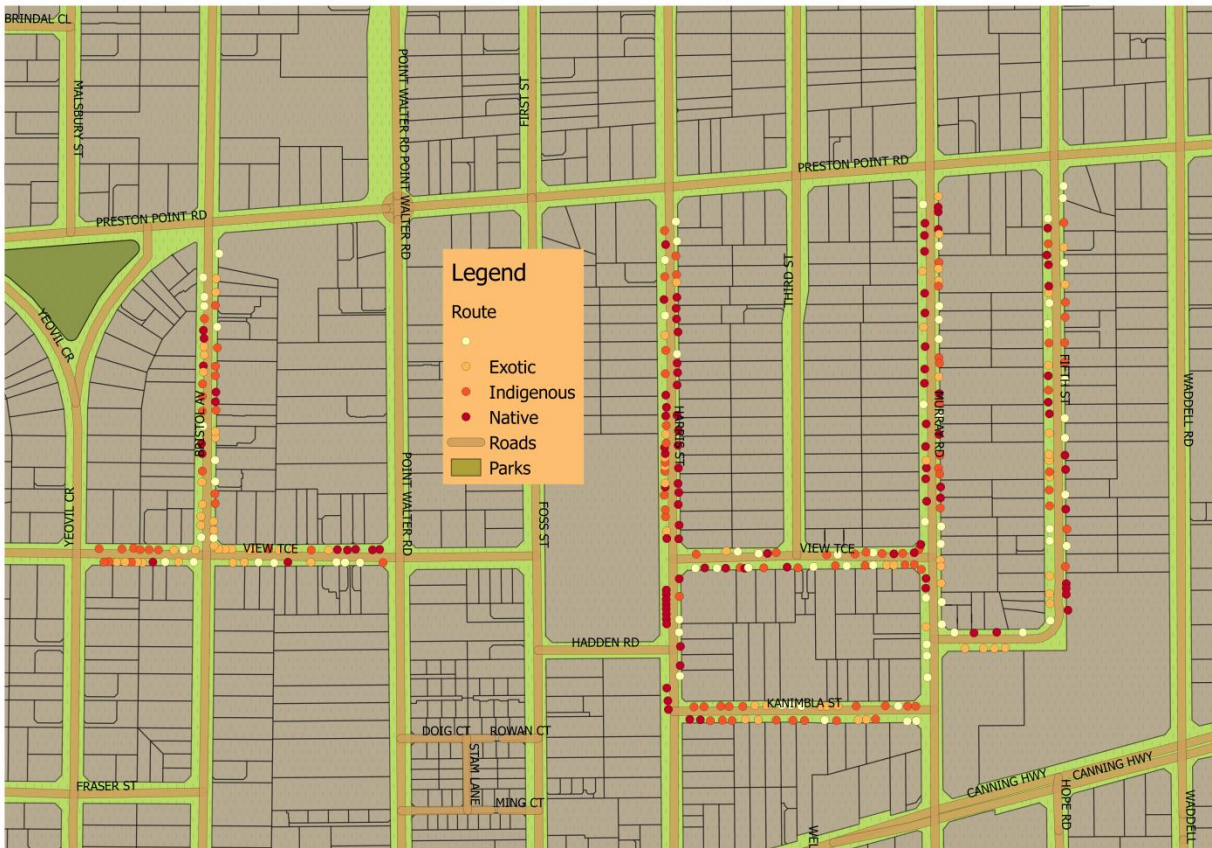 BRINDAL CL
MALSBURY ST
POINT WALTER RD
POINT WALTER RD
FIRST ST
PRESTON POINT RD
PRESTON POINT RD
YEOVIL CR
BRISTOL AV
Legend
Route
Exotic
Indigenous
Native
Roads
Parks
THIRD ST
HARRIS ST
MURRAY RD
FIFTH ST
WADDELL RD
YEOVIL CR
VIEW TCE
POINT WALTER RD
FOSS ST
VIEW TCE
HADDEN RD
KANIMBLA ST
DOIG CT
ROWAN CT
STAM LANE
MING CT
FRASER ST
CANNING HWY
CANNING HWY
HOPE RD
WADDELL
WEL